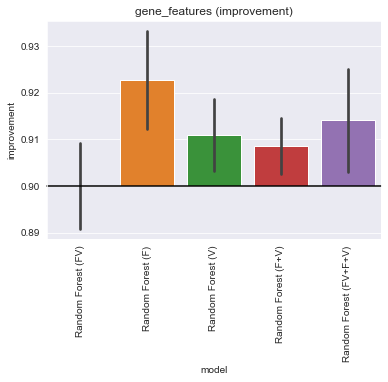 gene_features (improvement)
improvement
0.93
0.92
0.91
0.90
0.89
Random Forest (FV)
Random Forest (F)
Random Forest (V)
Random Forest (F+V)
Random Forest (FV+F+V)
model